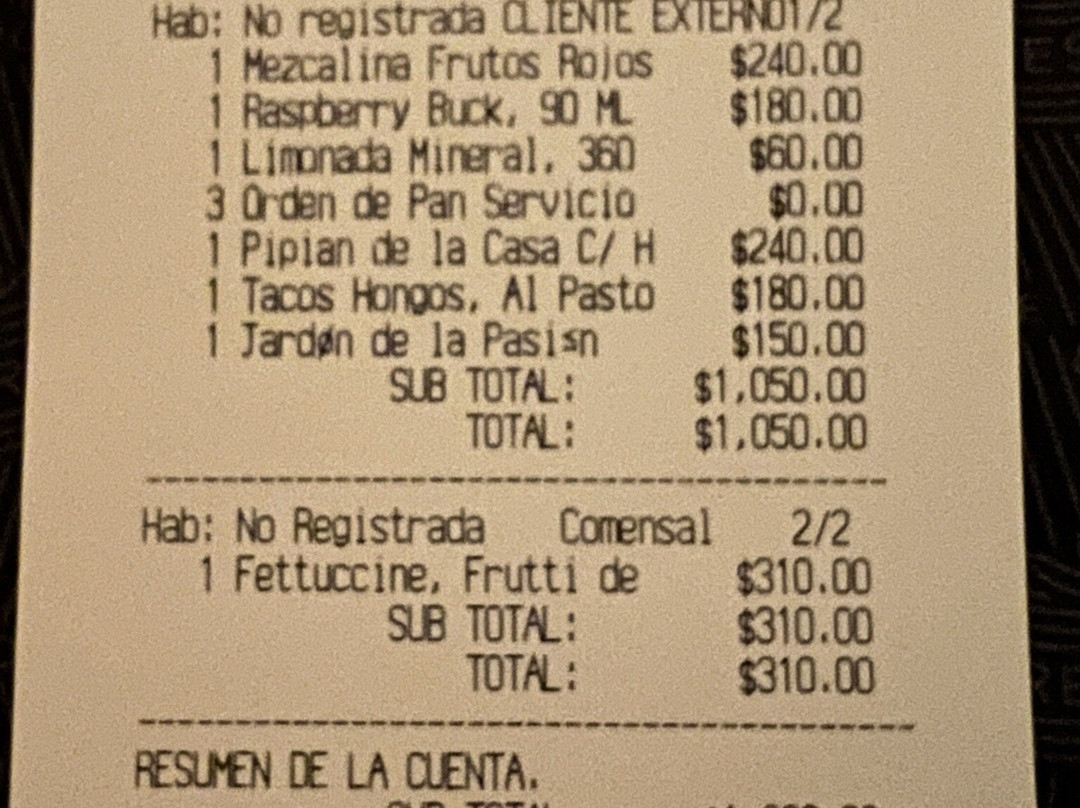 Hab: No registrada CLIENTE EXTERNO1/2
1 Mezcalina Frutos Rojos $240.00
1 Raspberry Buck, 90 ML $180.00
1 Limonada Mineral, 360 $60.00
3 Orden de Pan Servicio $0.00
1 Pipian de la Casa C/ H $240.00
1 Tacos Hongos, Al Pasto $180.00
1 Jardøn de la Pasisn $150.00
SUB TOTAL: $1,050.00
TOTAL: $1,050.00
Hab: No Registrada Comensal 2/2
1 Fettuccine, Frutti de $310.00
SUB TOTAL: $310.00
TOTAL: $310.00
RESUMEN DE LA CUENTA.
SUB TOTAL